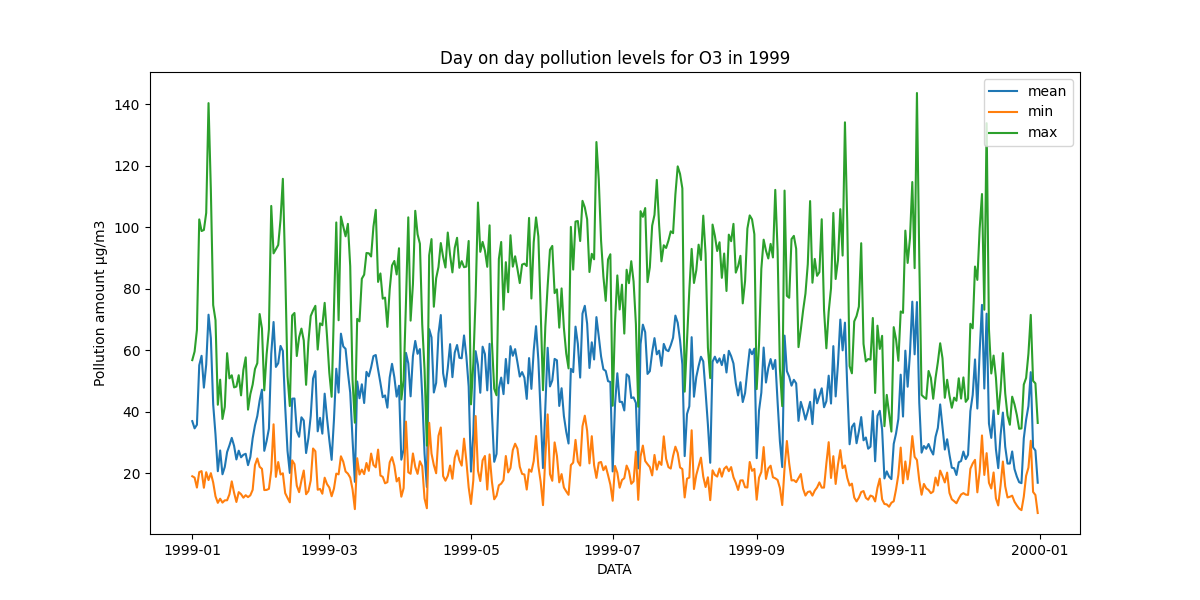 Day on day pollution levels for O3 in 1999
mean
min
max
140
120
100
80
60
40
20
Pollution amount µg/m3
1999-01 1999-03 1999-05 1999-07 1999-09 1999-11 2000-01
DATA